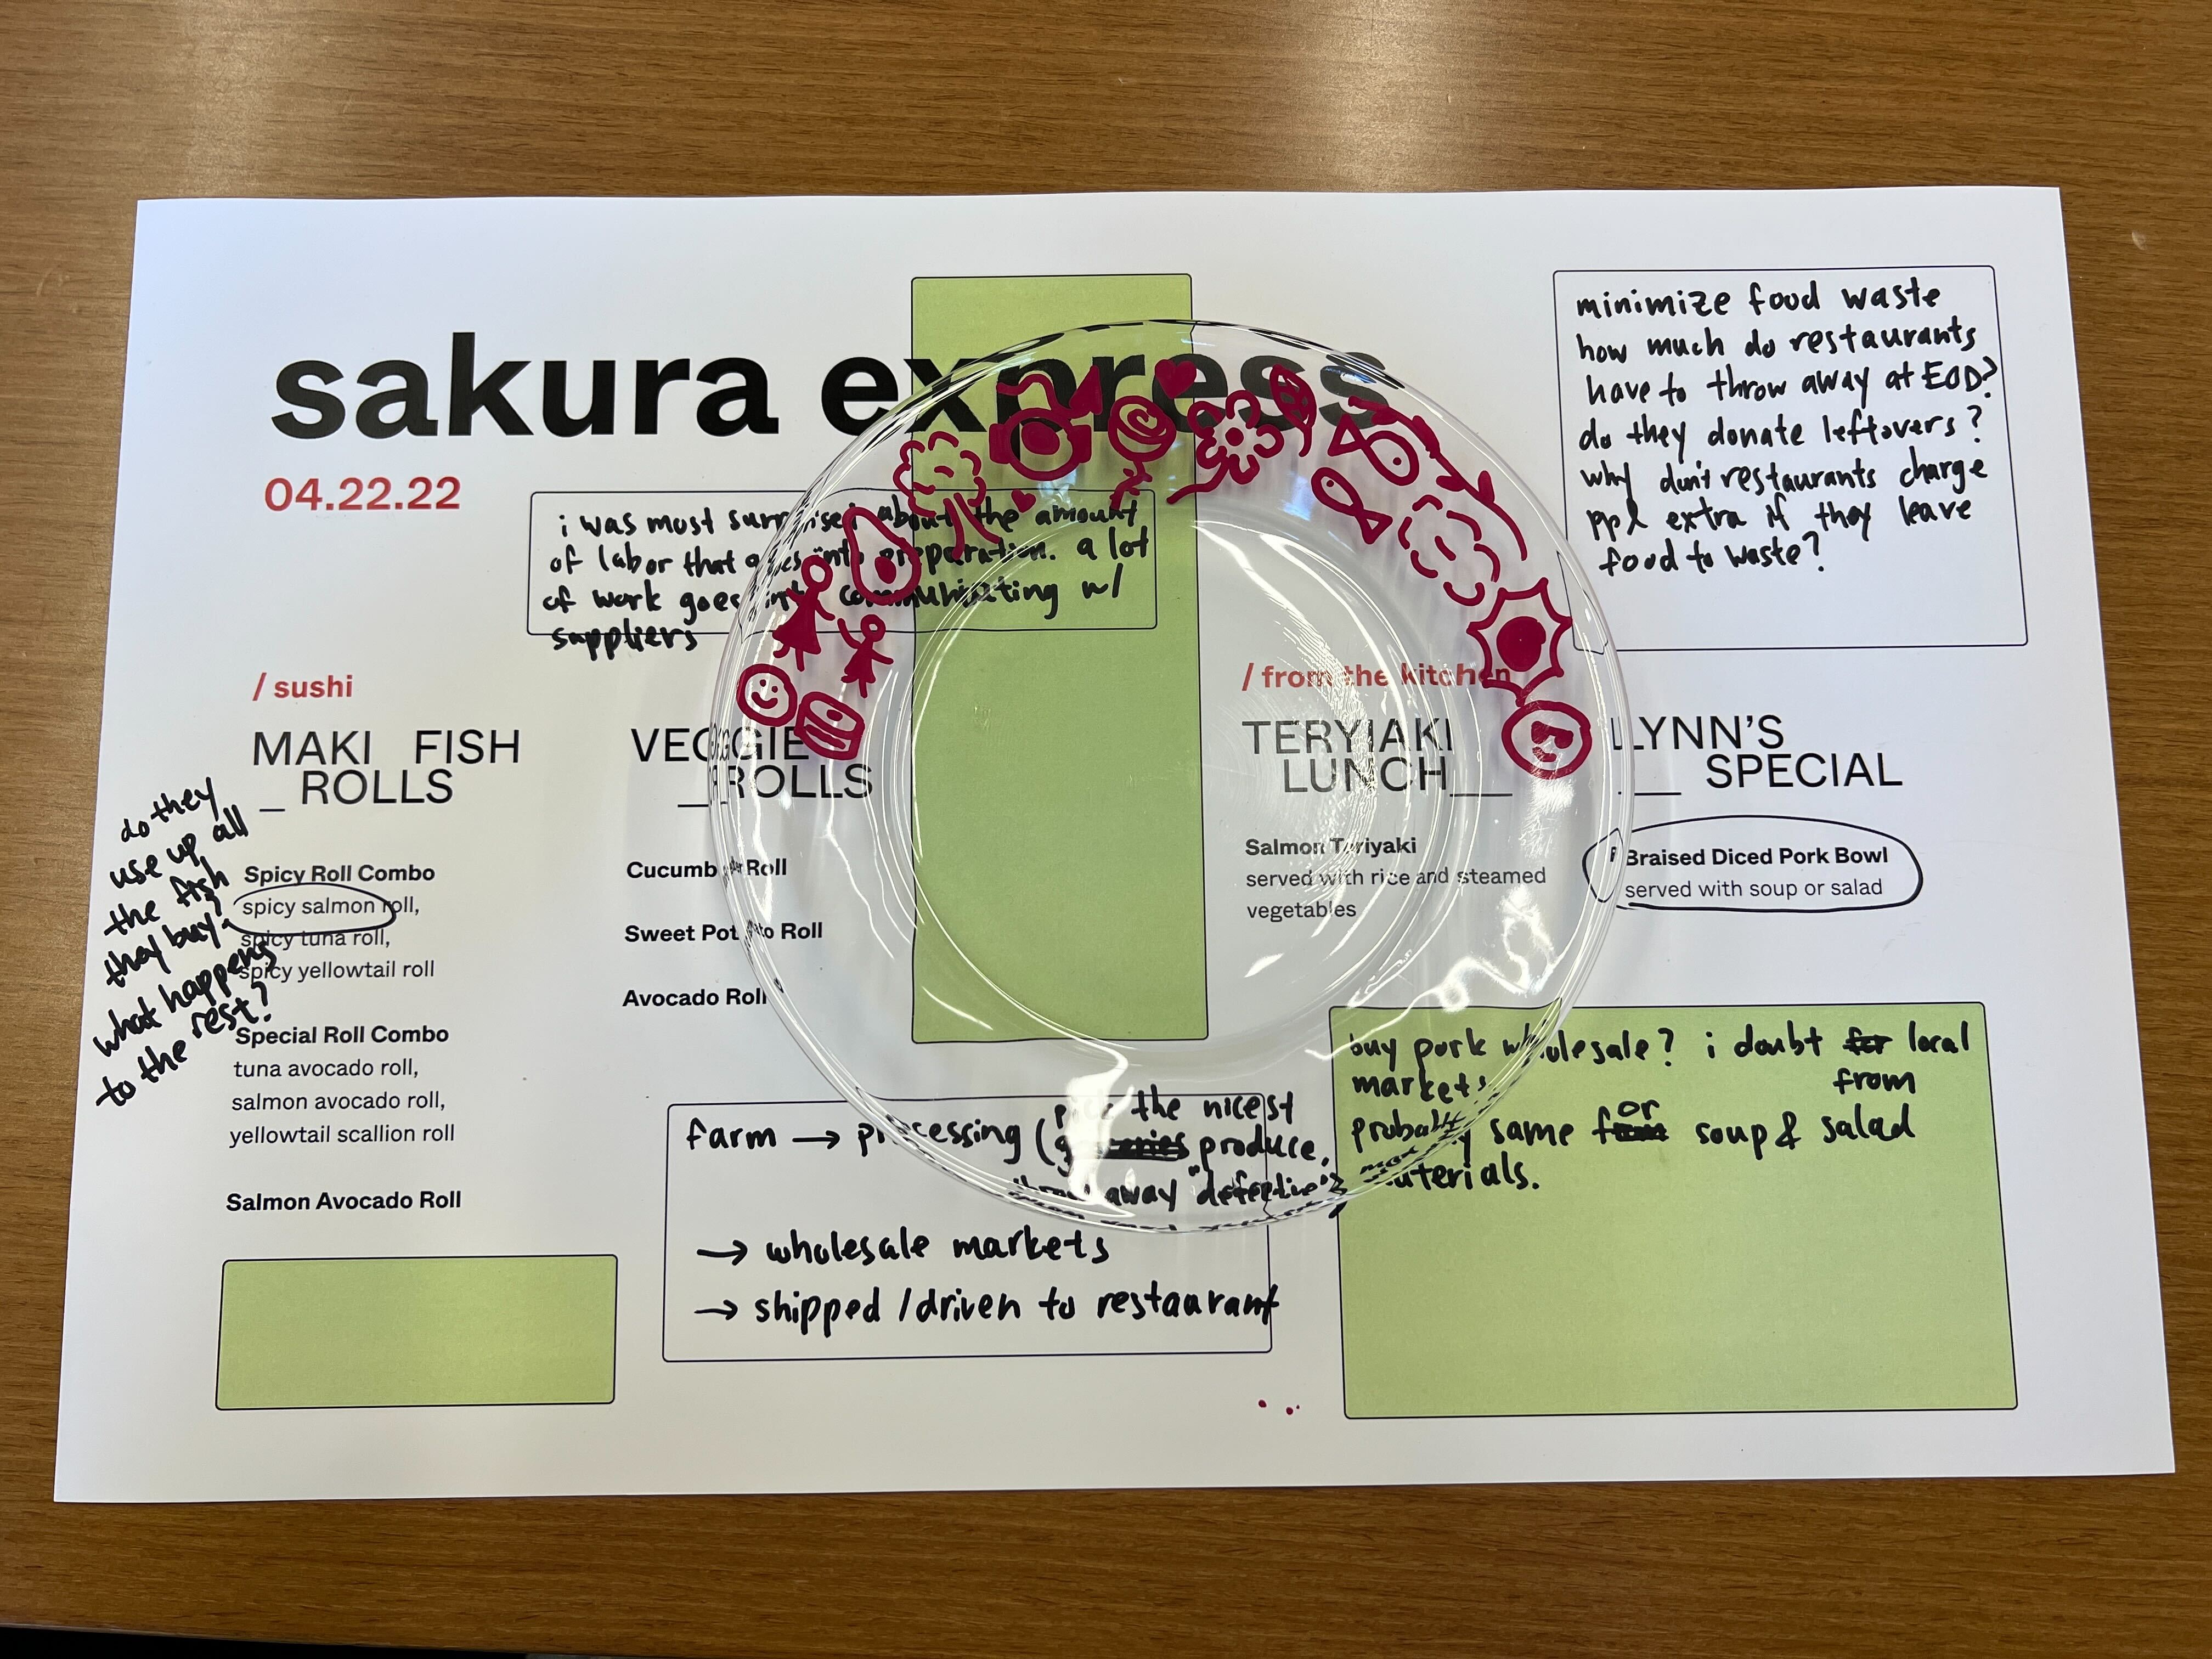 sakura express
04.22.22
minimize food waste
how much do restaurants
have to throw away at EOD?
do they donate leftovers?
why don't restaurants charge
ppl extra if they leave
food to waste?
i was most surprised about the amount
of labor that goes into preparation. a lot
of work goes into communicating w/
suppliers
/ sushi
MAKI FISH
_ ROLLS
do they
use up all
the fish
they buy?
what happens
to the rest?
Spicy Roll Combo
spicy salmon roll,
spicy tuna roll,
spicy yellowtail roll
Special Roll Combo
tuna avocado roll,
salmon avocado roll,
yellowtail scallion roll
Salmon Avocado Roll
VEGGIE
_ROLLS
Cucumber Roll
Sweet Potato Roll
Avocado Roll
/ from the kitchen
TERYIAKI
LUNCH__
Salmon Teriyaki
served with rice and steamed
vegetables
LYNN'S
__ SPECIAL
Braised Diced Pork Bowl
served with soup or salad
pick the nicest
farm → processing ( produce,
throw away "defective")
→ wholesale markets
→ shipped / driven to restaurant
buy pork wholesale? i doubt local
markets from
or
probably same soup & salad
materials.